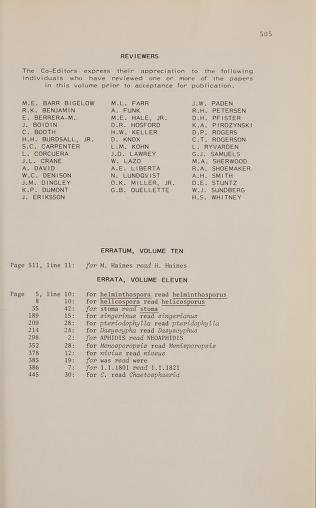 505
REVIEWERS
The Co-Editors express their appreciation to the following
individuals who have reviewed one or more of the papers
in this volume prior to acceptance for publication.
M.E. BARR BIGELOW
R.K. BENJAMIN
E. BERRERA-M.
J. BOIDIN
C. BOOTH
H.H. BURDSALL, JR.
S.C. CARPENTER
L. CORCUERA
J.L. CRANE
A. DAVID
W.C. DENISON
J.M. DINGLEY
K.P. DUMONT
J. ERIKSSON
M.L. FARR
A. FUNK
M.E. HALE, JR.
D.R. HOSFORD
H.W. KELLER
D. KNOX
L.M. KOHN
J.D. LAWREY
W. LAZO
A.E. LIBERTA
N. LUNDQVIST
O.K. MILLER, JR.
G.B. OUELLETTE
J.W. PADEN
R.H. PETERSEN
D.H. PFISTER
K.A. PIROZYNSKI
D.P. ROGERS
C.T. ROGERSON
L. RYVARDEN
G.J. SAMUELS
M.A. SHERWOOD
R.A. SHOEMAKER
A.H. SMITH
D.E. STUNTZ
W.J. SUNDBERG
H.S. WHITNEY
ERRATUM, VOLUME TEN
Page 511, line 11: for M. Haines read H. Haines
ERRATA, VOLUME ELEVEN
Page 5, line 10: for helminthospora read helminthosporus
8 10: for helicospora read helicosporus
35 42: for stoma read stoma
189 15: for singerinus read singerianus
209 28: for pteriodophylla read pteridophylla
214 24: for Dasyscypha read Dasyscyphus
298 2: for APHIDIS read NEOAPHIDIS
352 28: for Menosporopsis read Menisporopsis
378 12: for nivius read niveus
385 19: for was read were
386 7: for 1.I.1801 read 1.I.1821
445 30: for C. read Chaetosphaeria